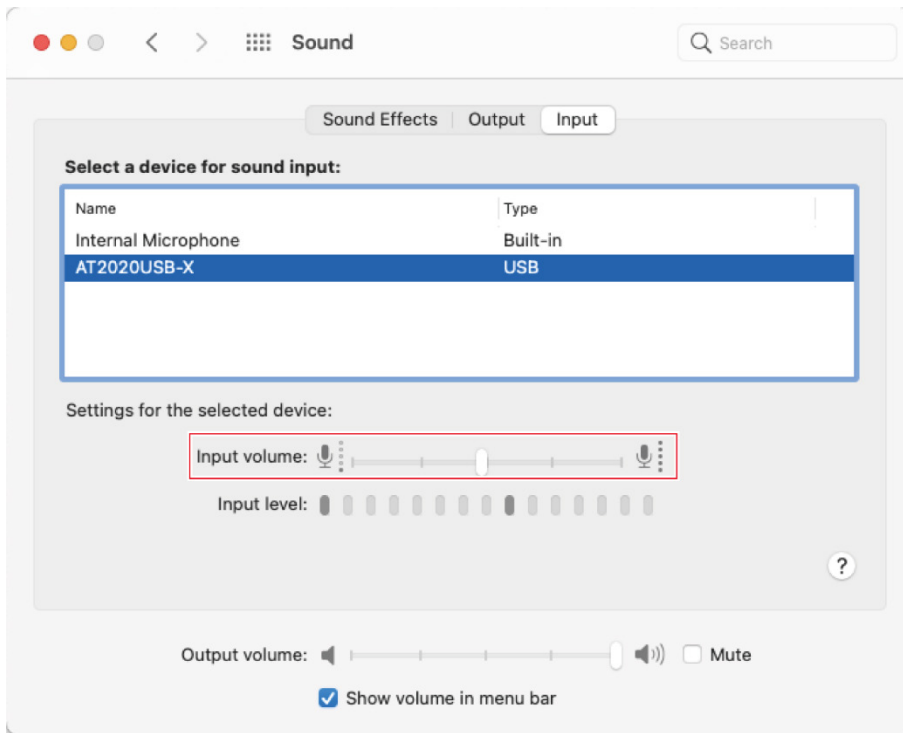 Sound
Search
Sound Effects Output Input
Select a device for sound input:
Name Type
Internal Microphone Built-in
AT2020USB-X USB
Settings for the selected device:
Input volume:
Input level:
?
Output volume: Mute
Show volume in menu bar